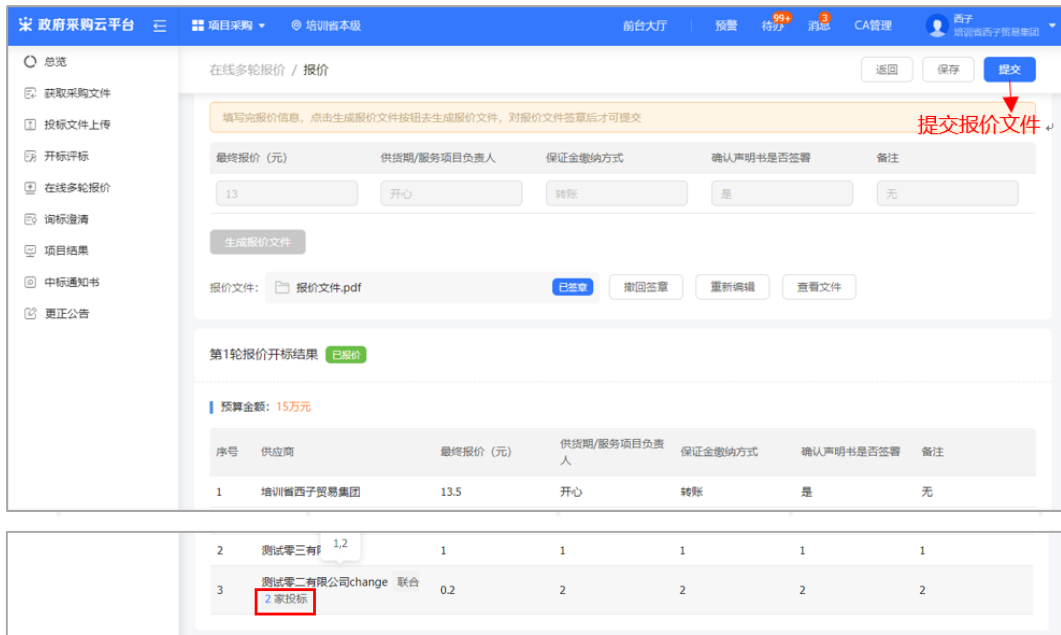 政府采购云平台 项目采购 培训省本级 前台大厅 预警 待办 99+ 消息 3 CA管理 西子
培训省西子贸易集团
总览
获取采购文件
投标文件上传
开标评标
在线多轮报价
询标澄清
项目结果
中标通知书
更正公告
在线多轮报价 / 报价 返回 保存 提交
填写完报价信息，点击生成报价文件按钮去生成报价文件，对报价文件签章后才可提交
提交报价文件
最终报价（元） 供货期/服务项目负责人 保证金缴纳方式 确认声明书是否签署 备注
13 开心 转账 是 无
生成报价文件
报价文件： 报价文件.pdf 已签章 撤回签章 重新编辑 查看文件
第1轮报价开标结果 已报价
预算金额：15万元
序号 供应商 最终报价（元） 供货期/服务项目负责
人 保证金缴纳方式 确认声明书是否签署 备注
1 培训省西子贸易集团 13.5 开心 转账 是 无
1,2
2 测试零三有 1 1 1 1 1
3 测试零二有限公司change 联合
2 家投标 0.2 2 2 2 2